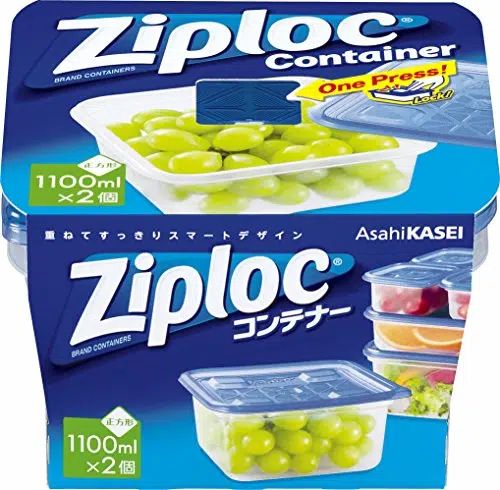 Ziploc®
BRAND CONTAINERS
Container
One Press!
Lock!
正方形
1100ml
×2個
重ねてすっきりスマートデザイン
AsahiKASEI
Ziploc®
BRAND CONTAINERS
コンテナー
正方形
1100ml
×2個